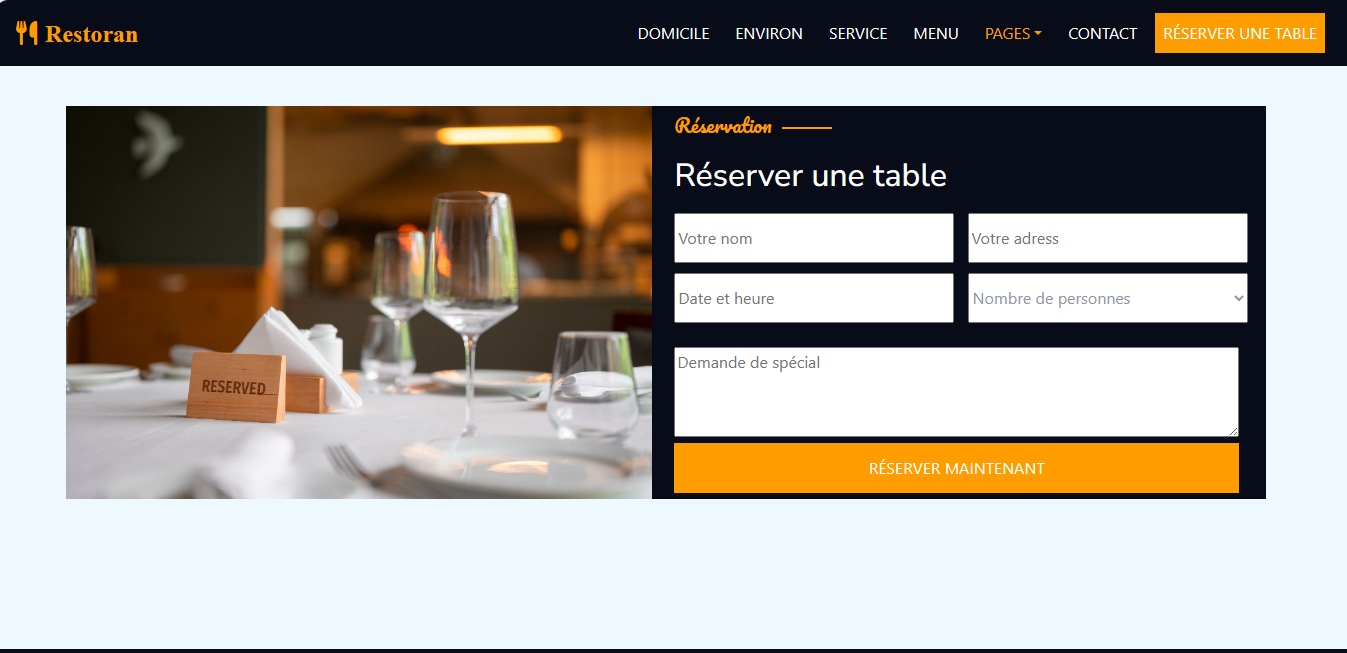 Restoran
DOMICILE ENVIRON SERVICE MENU PAGES CONTACT RÉSERVER UNE TABLE
Réservation
Réserver une table
Votre nom Votre adress
Date et heure Nombre de personnes
Demande de spécial
RÉSERVER MAINTENANT
RESERVED